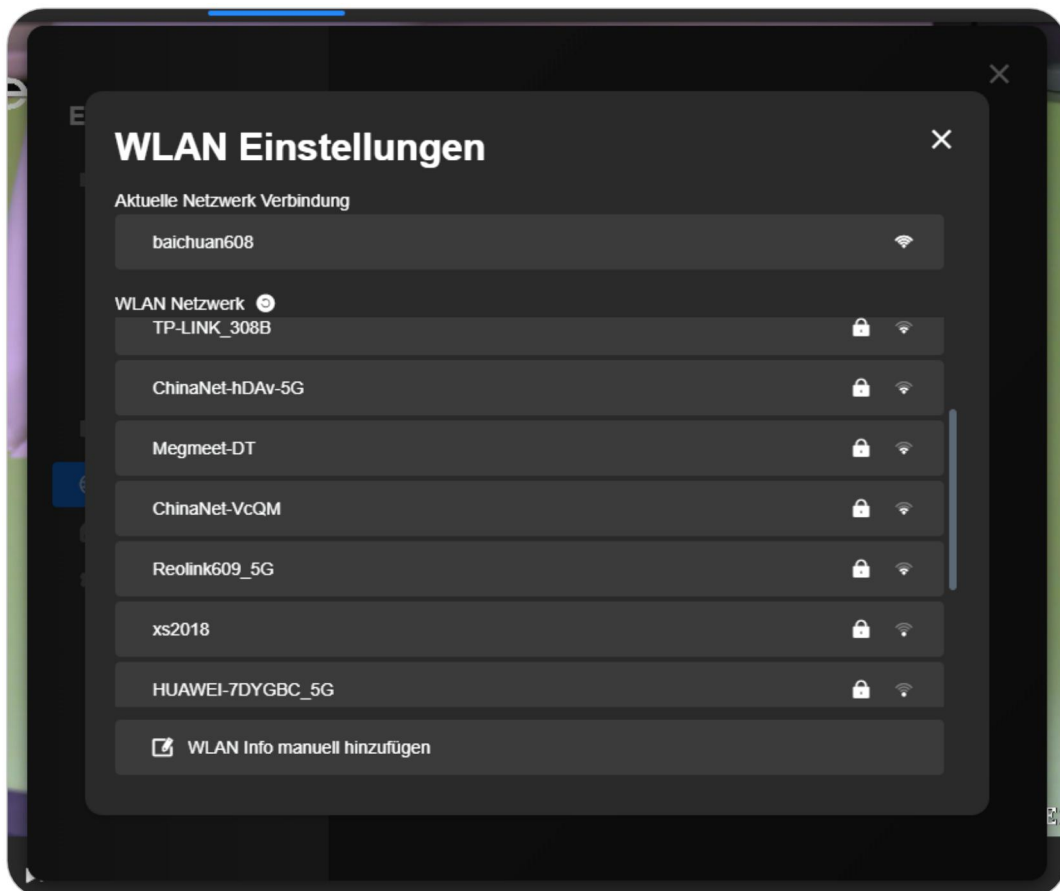 WLAN Einstellungen
Aktuelle Netzwerk Verbindung
baichuan608
WLAN Netzwerk
TP-LINK_308B
ChinaNet-hDAv-5G
Megmeet-DT
ChinaNet-VcQM
Reolink609_5G
xs2018
HUAWEI-7DYGBC_5G
WLAN Info manuell hinzufügen